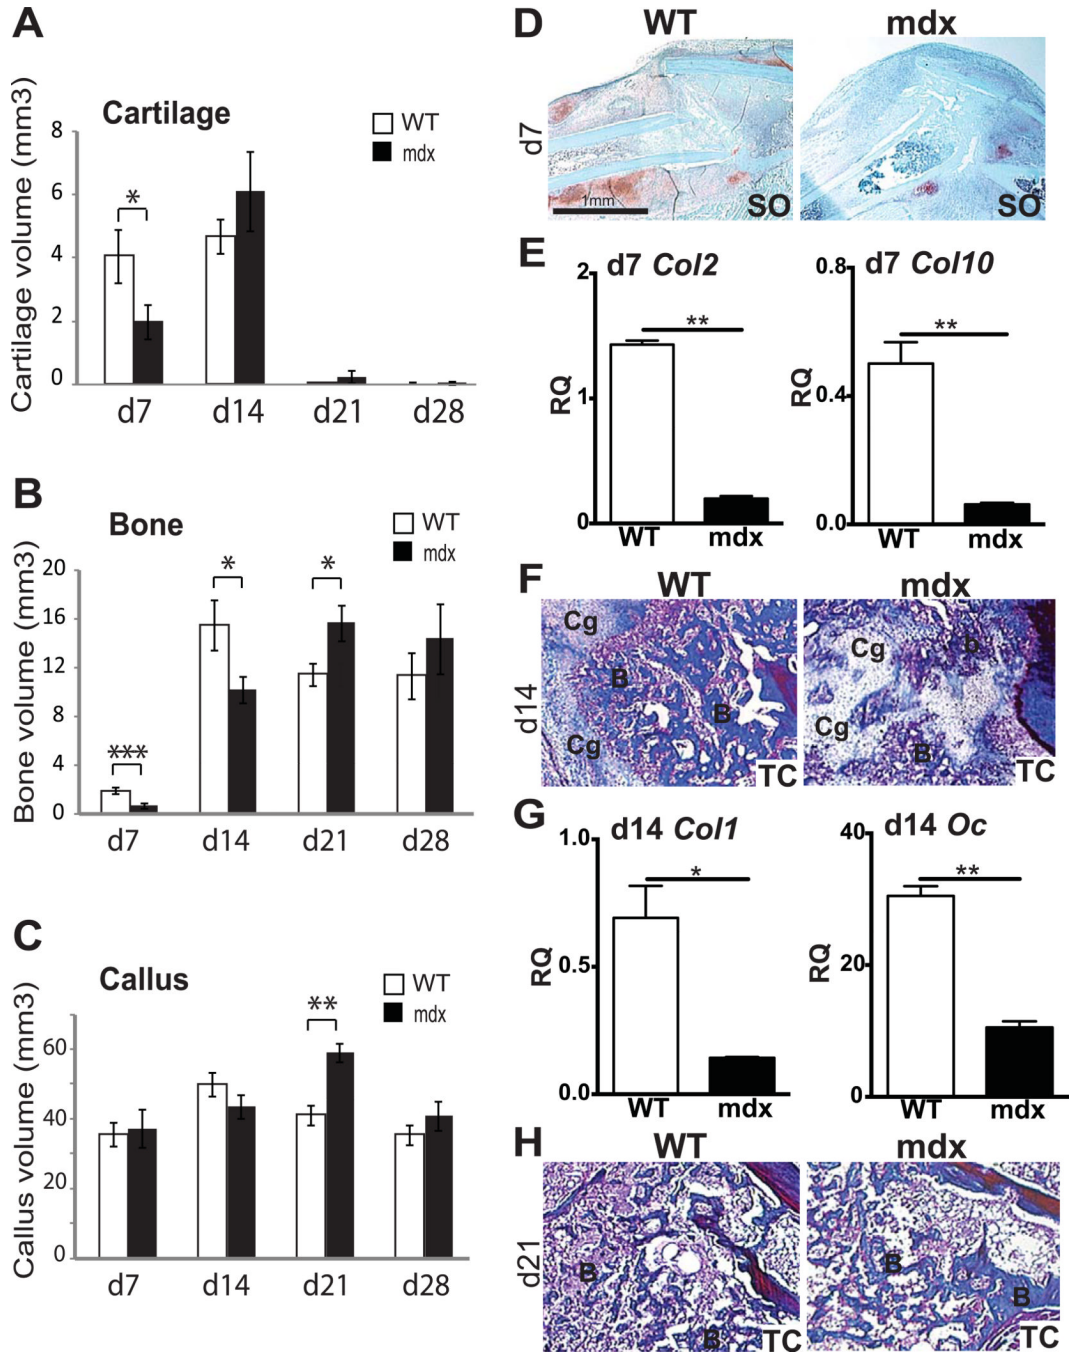 A
Cartilage
WT
mdx
Cartilage volume (mm3)
8
6
4
2
0
*
d7 d14 d21 d28
B
Bone
WT
mdx
Bone volume (mm3)
20
16
12
8
4
0
***
*
*
d7 d14 d21 d28
C
Callus
WT
mdx
Callus volume (mm3)
60
40
20
0
**
d7 d14 d21 d28
D
WT mdx
d7
1mm
SO
SO
E
d7 Col2
RQ
2
1
0
**
WT mdx
d7 Col10
RQ
0.8
0.4
0.0
**
WT mdx
F
WT mdx
d14
Cg
B
B
Cg
TC
Cg
b
Cg
B
TC
G
d14 Col1
RQ
1.0
0.5
0.0
*
WT mdx
d14 Oc
RQ
40
20
0
**
WT mdx
H
WT mdx
d21
B
B
TC
B
B
TC